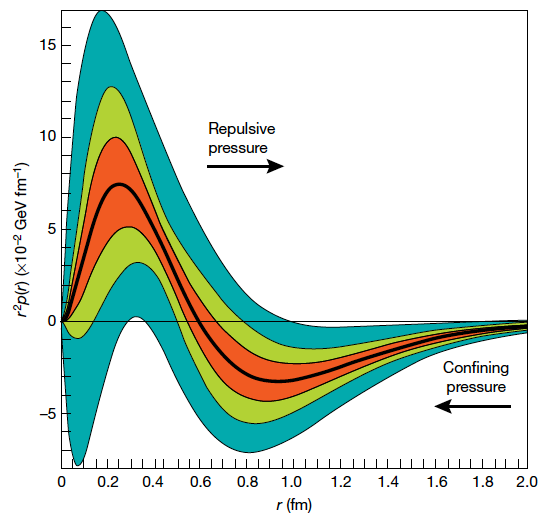 15
10
5
0
−5
r²p(r) (×10⁻² GeV fm⁻¹)
Repulsive
pressure
Confining
pressure
0 0.2 0.4 0.6 0.8 1.0 1.2 1.4 1.6 1.8 2.0
r (fm)